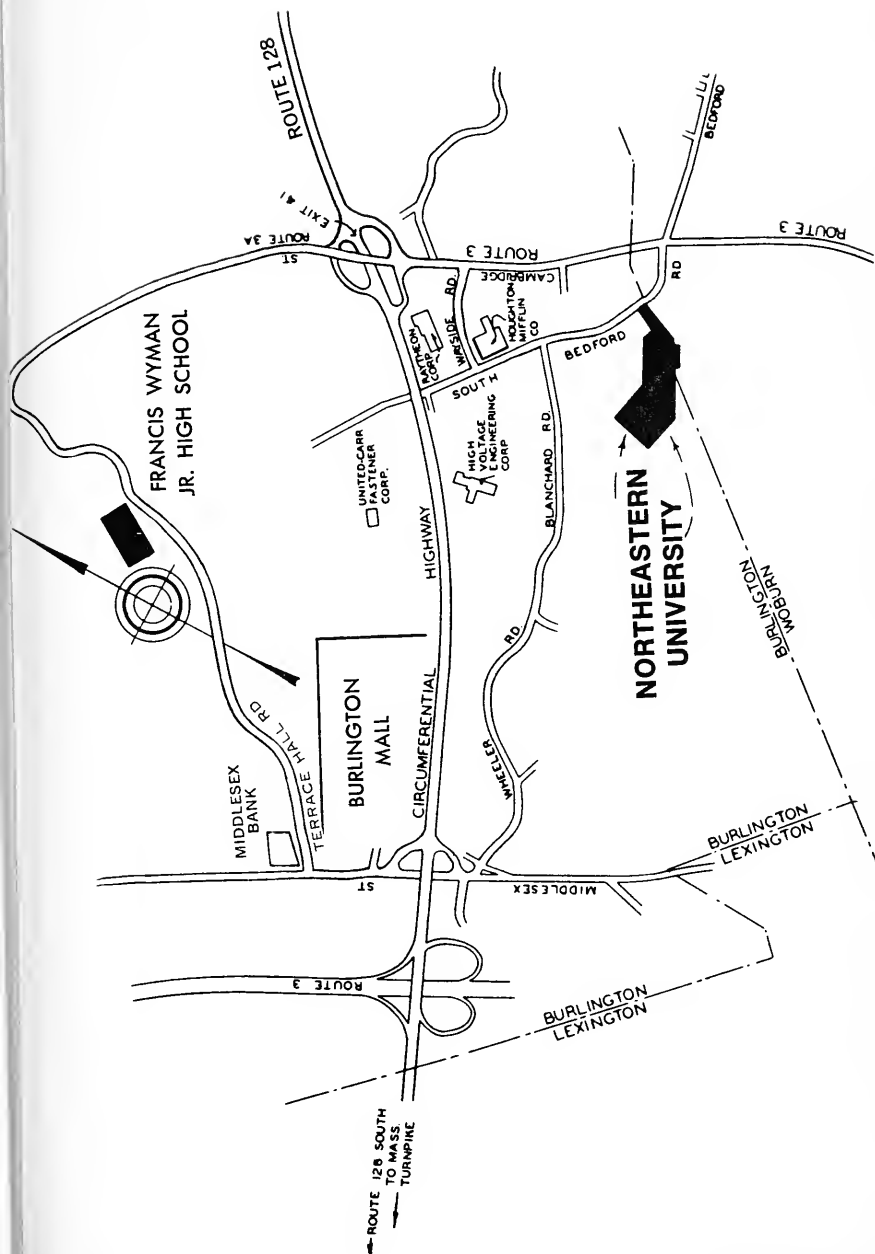 ROUTE 128
EXIT 41
ROUTE 3A
ST
FRANCIS WYMAN
JR. HIGH SCHOOL
RAYTHEON
CORP.
WAYSIDE RD.
HOUGHTON
MIFFLIN
CO
CAMBRIDGE
ROUTE 3
BEDFORD
ROUTE 3
SOUTH
BEDFORD
RD
UNITED-CARR
FASTENER
CORP.
HIGH
VOLTAGE
ENGINEERING
CORP
HIGHWAY
BLANCHARD RD.
NORTHEASTERN
UNIVERSITY
BURLINGTON
WOBURN
MIDDLESEX
BANK
TERRACE HALL RD
BURLINGTON
MALL
CIRCUMFERENTIAL
WHEELER RD.
ST
MIDDLESEX
BURLINGTON
LEXINGTON
ROUTE 3
BURLINGTON
LEXINGTON
ROUTE 128 SOUTH
TO MASS.
TURNPIKE